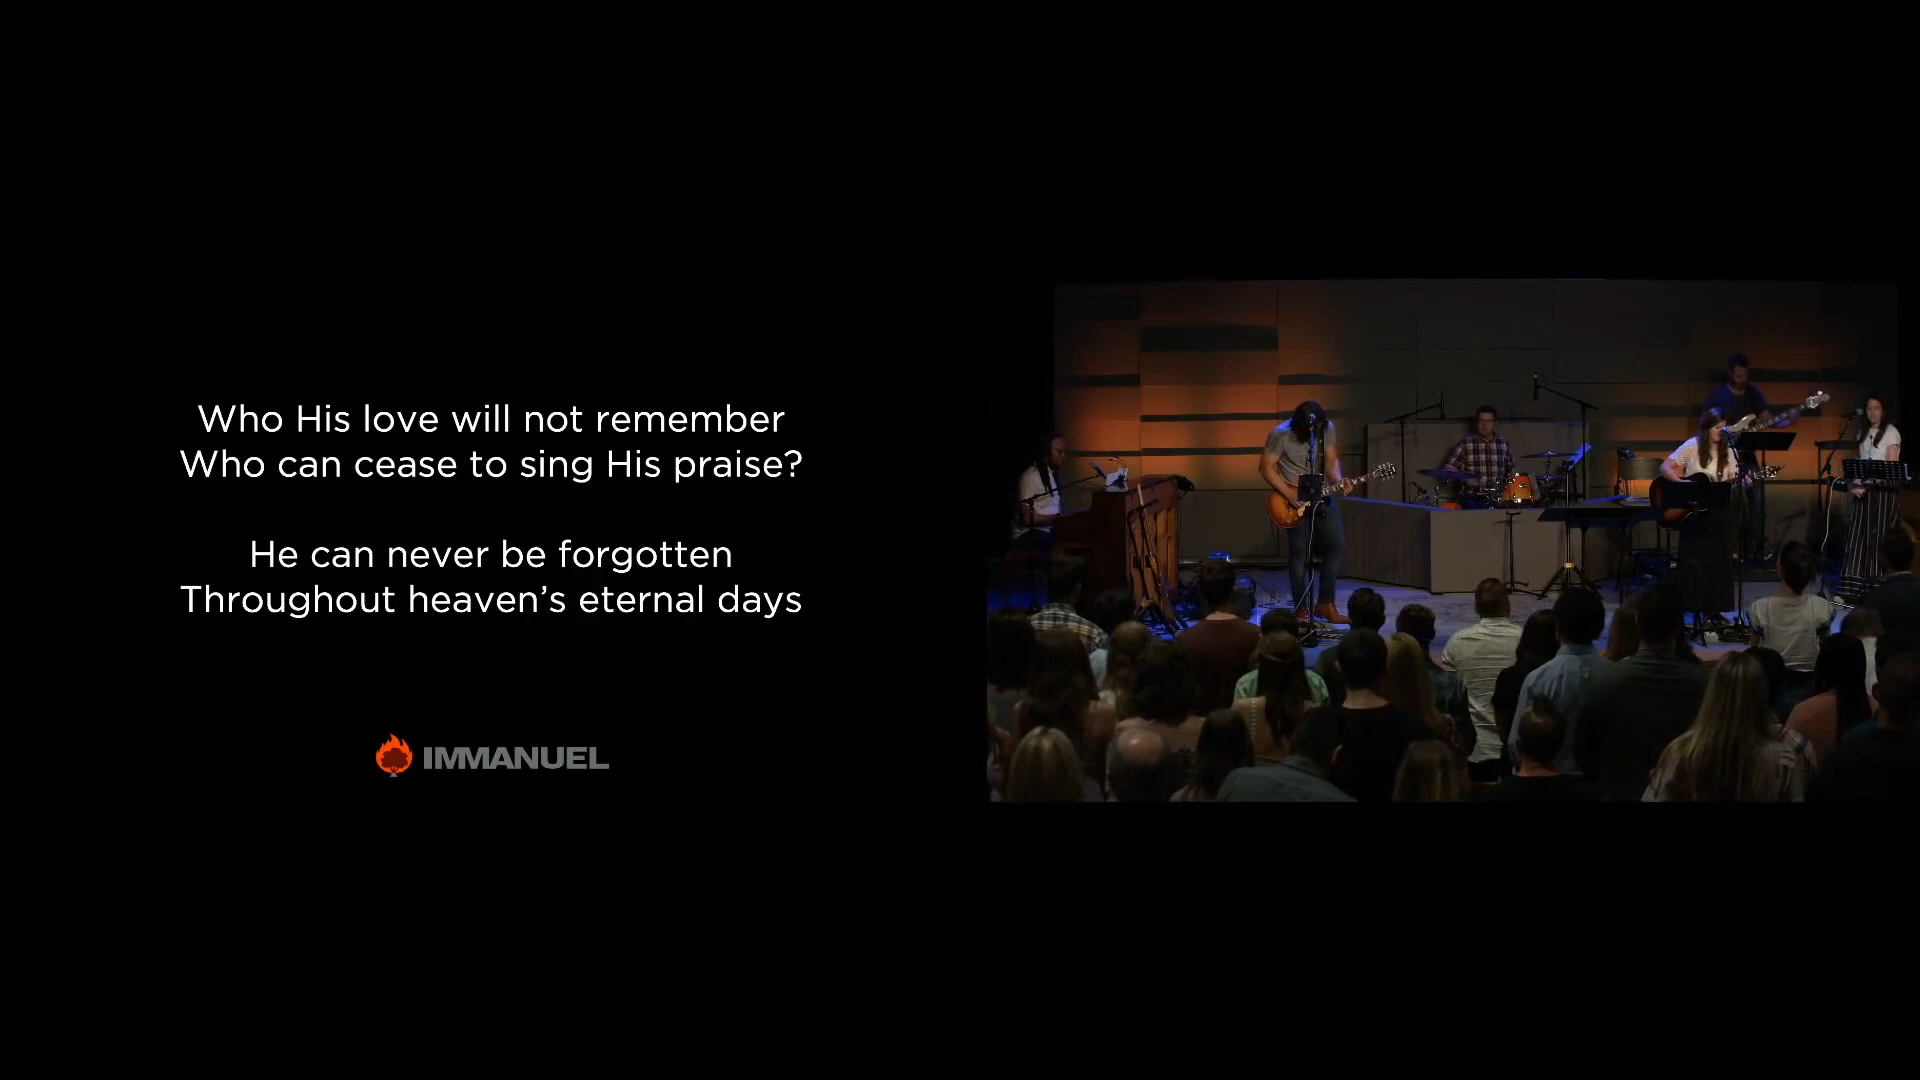 Who His love will not remember
Who can cease to sing His praise?
He can never be forgotten
Throughout heaven’s eternal days
IMMANUEL